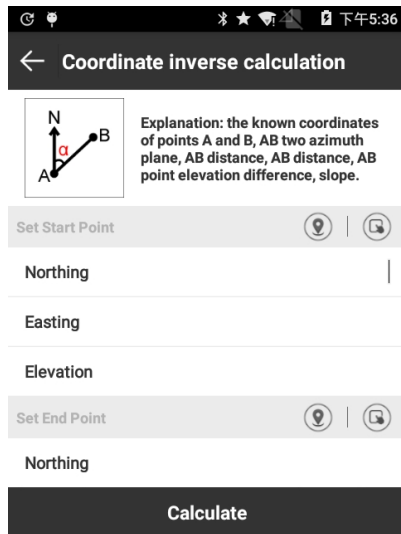 下午5:36
Coordinate inverse calculation
N
B
α
A
Explanation: the known coordinates
of points A and B, AB two azimuth
plane, AB distance, AB distance, AB
point elevation difference, slope.
Set Start Point
Northing
Easting
Elevation
Set End Point
Northing
Calculate